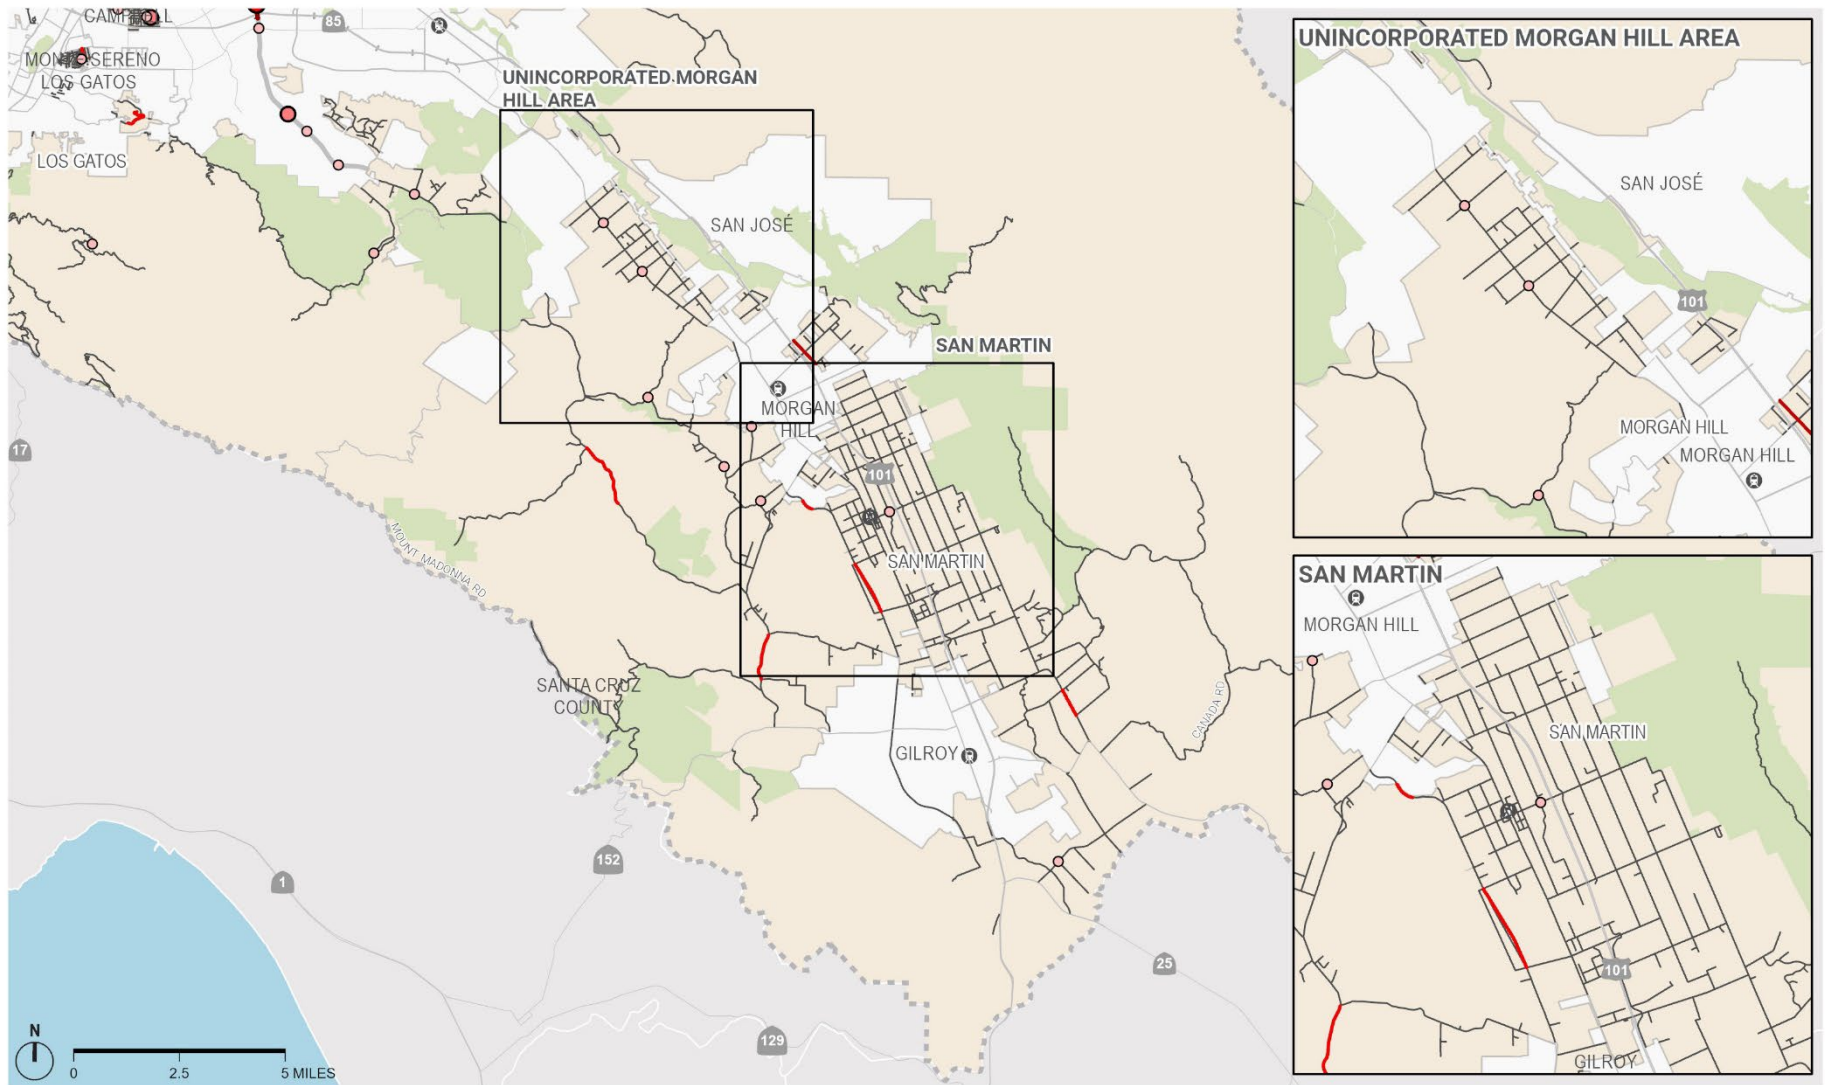 CAMPBELL
85
MONTE SERENO
LOS GATOS
LOS GATOS
UNINCORPORATED MORGAN
HILL AREA
SAN JOSÉ
SAN MARTIN
MORGAN
HILL
101
17
SAN MARTIN
MOUNT MADONNA RD
SANTA CRUZ
COUNTY
CANADA RD
GILROY
152
1
25
129
N
0
2.5
5 MILES
UNINCORPORATED MORGAN HILL AREA
SAN JOSÉ
101
MORGAN HILL
MORGAN HILL
SAN MARTIN
MORGAN HILL
SAN MARTIN
101
GILROY